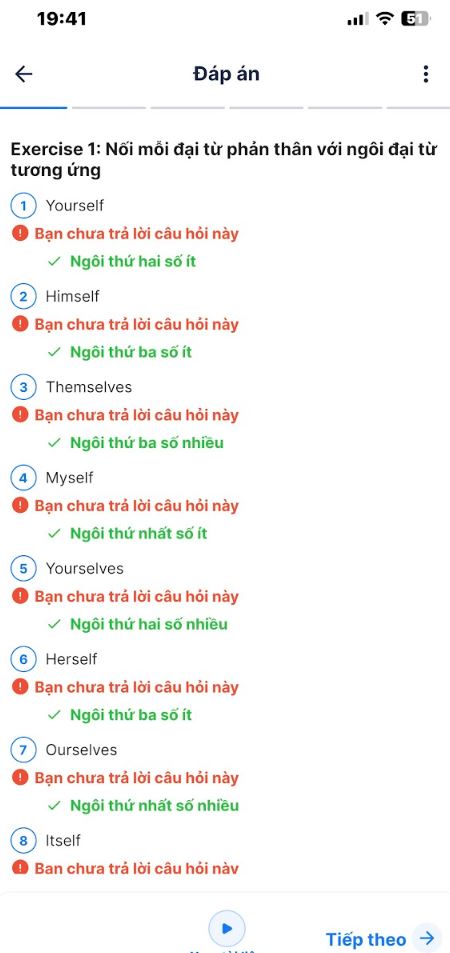 19:41
51
Đáp án
Exercise 1: Nối mỗi đại từ phản thân với ngôi đại từ
tương ứng
1 Yourself
Bạn chưa trả lời câu hỏi này
Ngôi thứ hai số ít
2 Himself
Bạn chưa trả lời câu hỏi này
Ngôi thứ ba số ít
3 Themselves
Bạn chưa trả lời câu hỏi này
Ngôi thứ ba số nhiều
4 Myself
Bạn chưa trả lời câu hỏi này
Ngôi thứ nhất số ít
5 Yourselves
Bạn chưa trả lời câu hỏi này
Ngôi thứ hai số nhiều
6 Herself
Bạn chưa trả lời câu hỏi này
Ngôi thứ ba số ít
7 Ourselves
Bạn chưa trả lời câu hỏi này
Ngôi thứ nhất số nhiều
8 Itself
Bạn chưa trả lời câu hỏi này
Tiếp theo